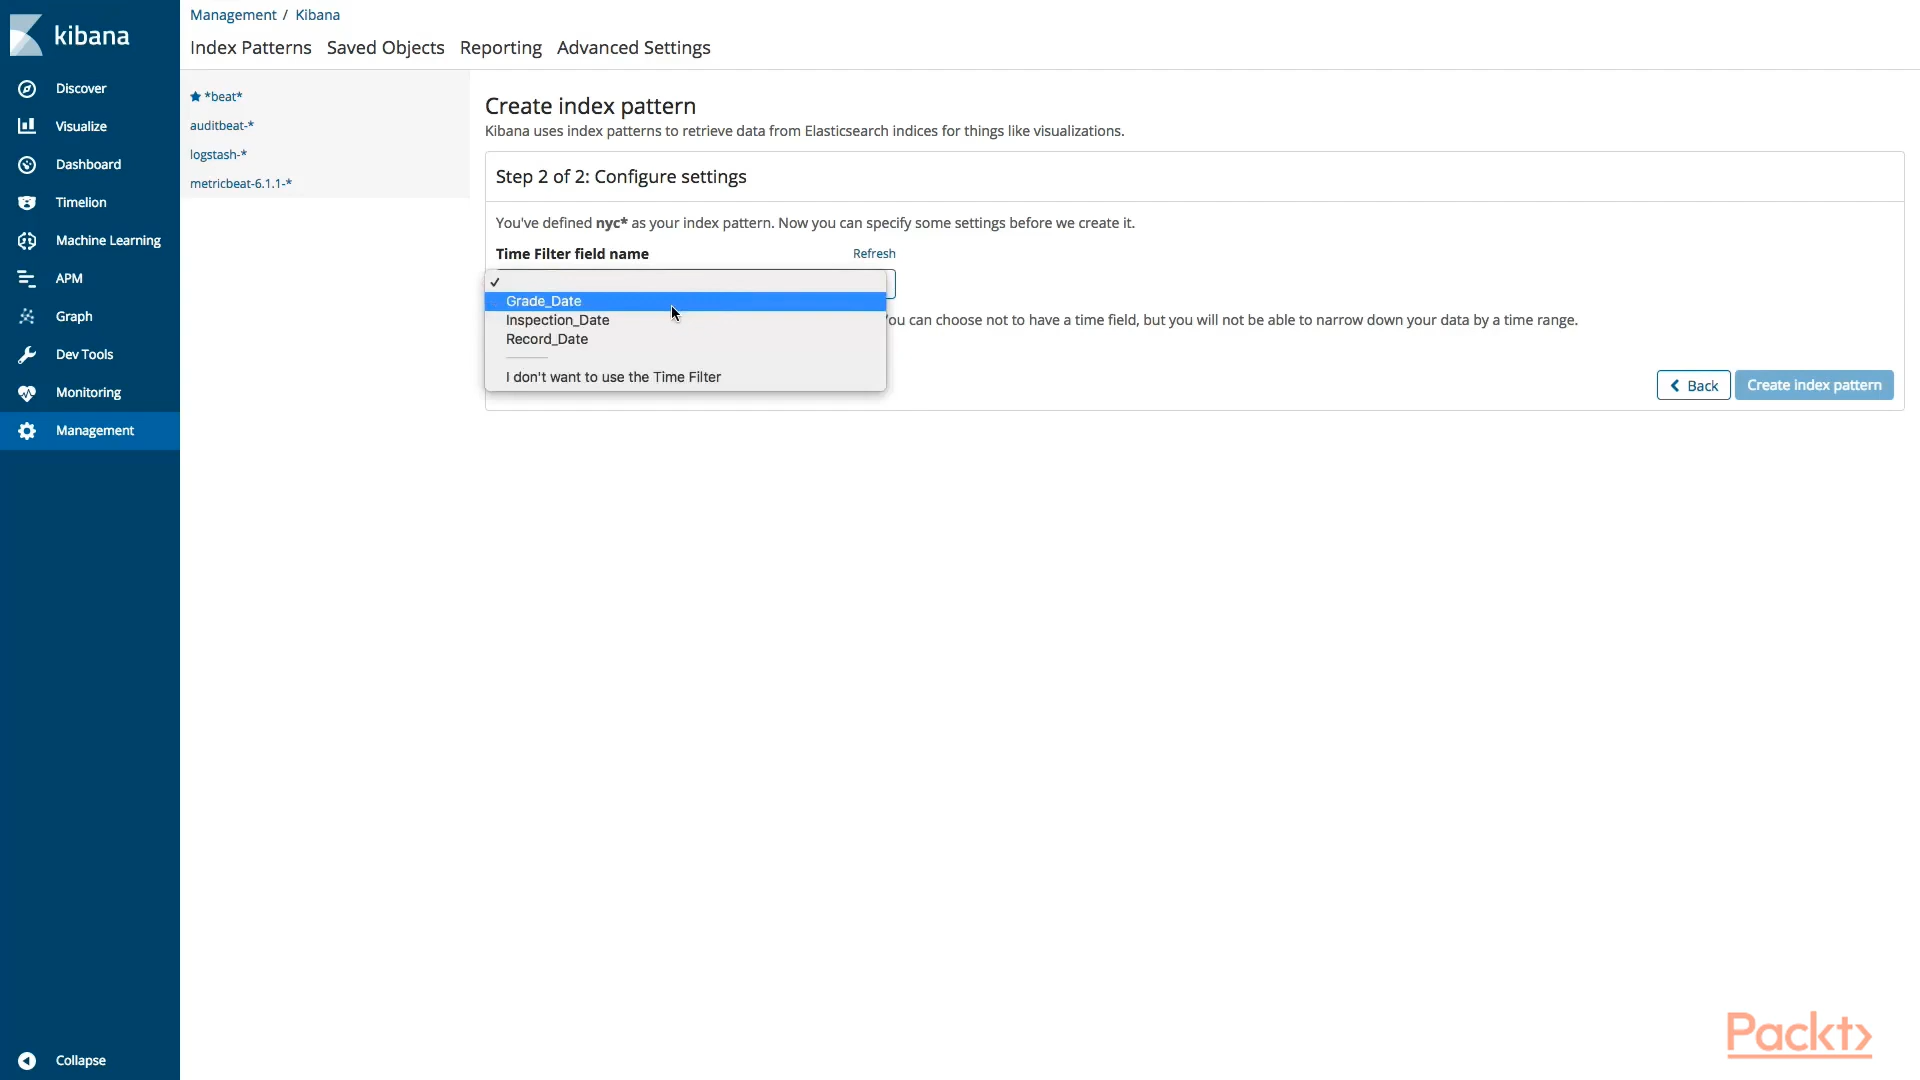 kibana
Discover
Visualize
Dashboard
Timelion
Machine Learning
APM
Graph
Dev Tools
Monitoring
Management
Collapse
Management / Kibana
Index Patterns Saved Objects Reporting Advanced Settings
*beat*
auditbeat-*
logstash-*
metricbeat-6.1.1-*
Create index pattern
Kibana uses index patterns to retrieve data from Elasticsearch indices for things like visualizations.
Step 2 of 2: Configure settings
You've defined nyc* as your index pattern. Now you can specify some settings before we create it.
Time Filter field name Refresh
Grade_Date
Inspection_Date
Record_Date
I don't want to use the Time Filter
ou can choose not to have a time field, but you will not be able to narrow down your data by a time range.
Back Create index pattern
Packt>